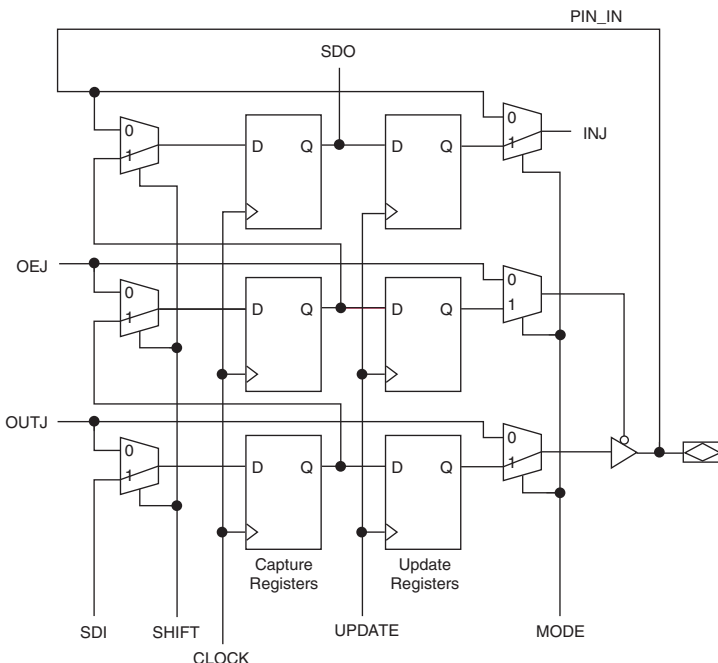 PIN_IN
SDO
0
1
D Q
D Q
0
1
INJ
OEJ
0
1
D Q
D Q
0
1
OUTJ
0
1
D Q
D Q
0
1
Capture
Registers
Update
Registers
SDI
SHIFT
CLOCK
UPDATE
MODE